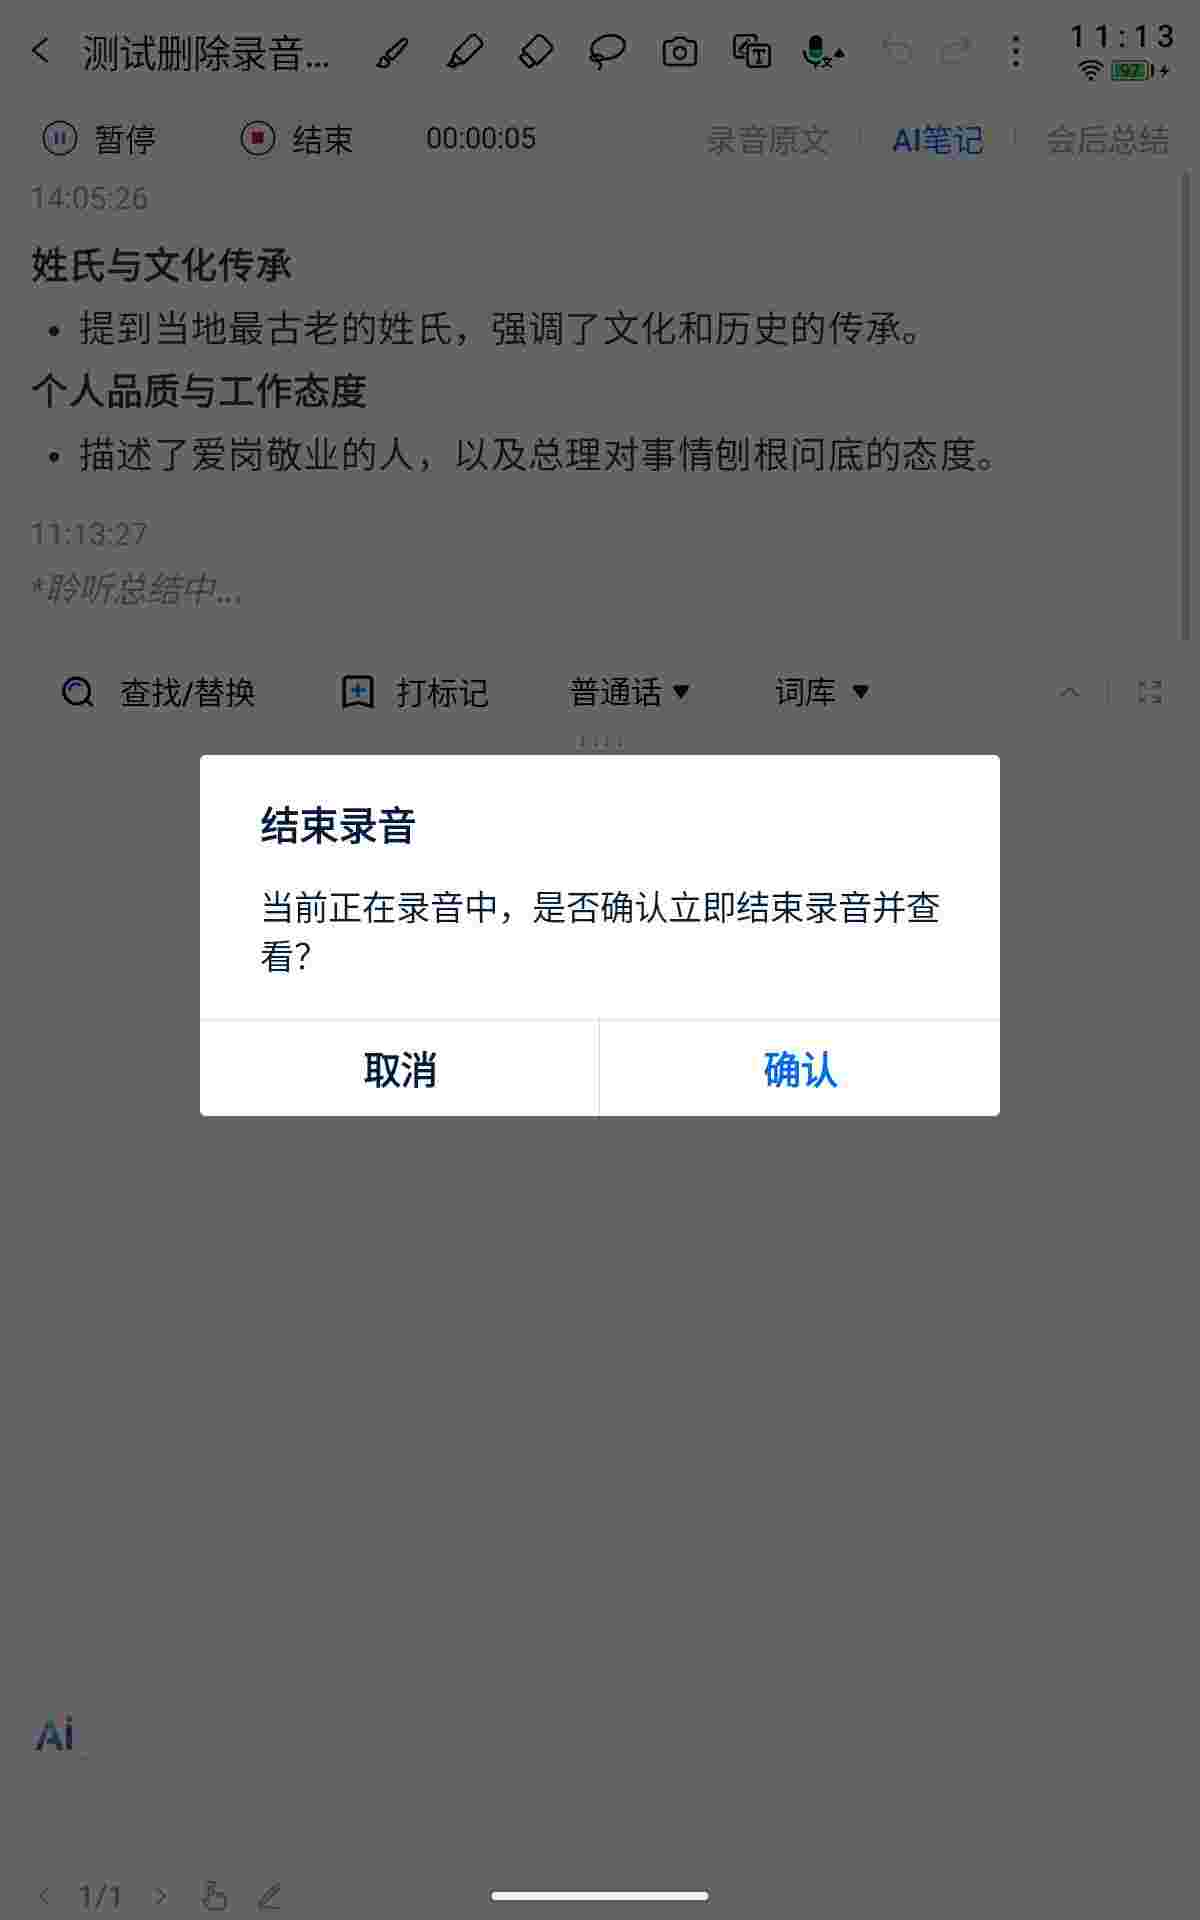 测试删除录音...
11:13
97
暂停
结束
00:00:05
录音原文
AI笔记
会后总结
14:05:26
姓氏与文化传承
• 提到当地最古老的姓氏，强调了文化和历史的传承。
个人品质与工作态度
• 描述了爱岗敬业的人，以及总理对事情刨根问底的态度。
11:13:27
*聆听总结中...
查找/替换
打标记
普通话
词库
结束录音
当前正在录音中，是否确认立即结束录音并查
看？
取消
确认
Ai
1/1